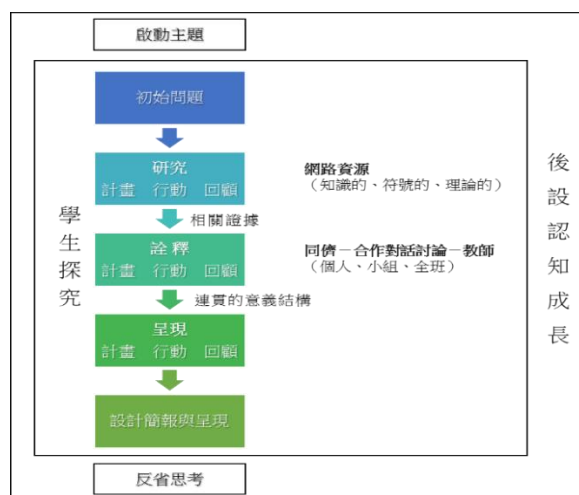 啟動主題
初始問題
研究
計畫 行動 回顧
網路資源
（知識的、符號的、理論的）
相關證據
學生探究
詮釋
計畫 行動 回顧
同儕－合作對話討論－教師
（個人、小組、全班）
連貫的意義結構
呈現
計畫 行動 回顧
設計簡報與呈現
後設認知成長
反省思考